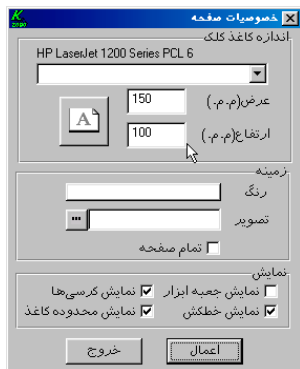 خصوصیات صفحه
اندازه کاغذ کلک
HP LaserJet 1200 Series PCL 6
عرض(م.م.) 150
ارتفاع(م.م.) 100
A
زمینه
رنگ
تصویر ...
تمام صفحه
نمایش
نمایش جعبه ابزار نمایش کرسی‌ها
نمایش خطکش نمایش محدوده کاغذ
اعمال خروج